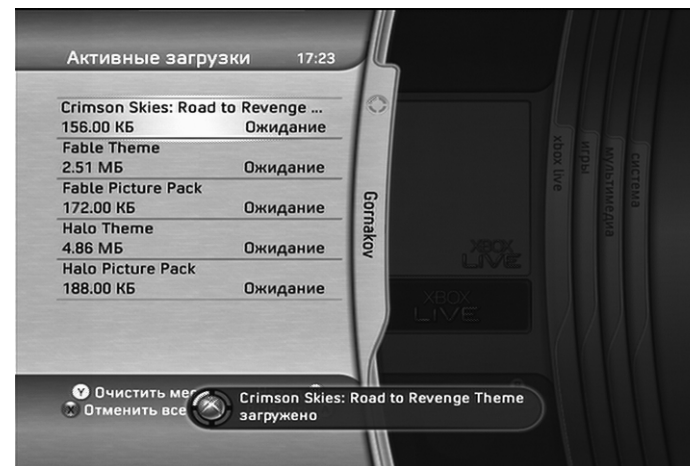 Активные загрузки 17:23
Crimson Skies: Road to Revenge ...
156.00 КБ Ожидание
Fable Theme
2.51 МБ Ожидание
Fable Picture Pack
172.00 КБ Ожидание
Halo Theme
4.86 МБ Ожидание
Halo Picture Pack
188.00 КБ Ожидание
Gornakov
XBOX
LIVE
XBOX
LIVE
xbox live
игры
мультимедиа
система
Y Очистить
X Отменить все
Crimson Skies: Road to Revenge Theme
загружено